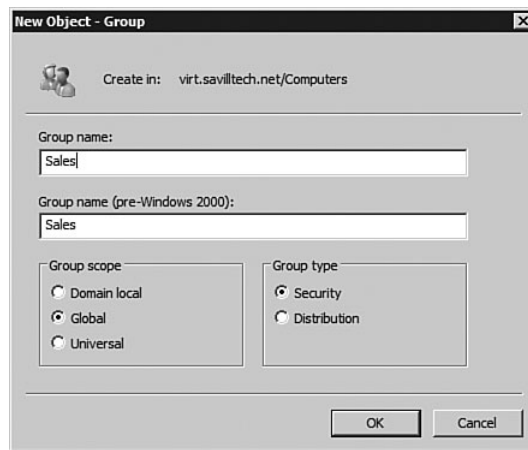 New Object - Group
Create in: virt.savilltech.net/Computers
Group name:
Sales
Group name (pre-Windows 2000):
Sales
Group scope
Domain local
Global
Universal
Group type
Security
Distribution
OK
Cancel